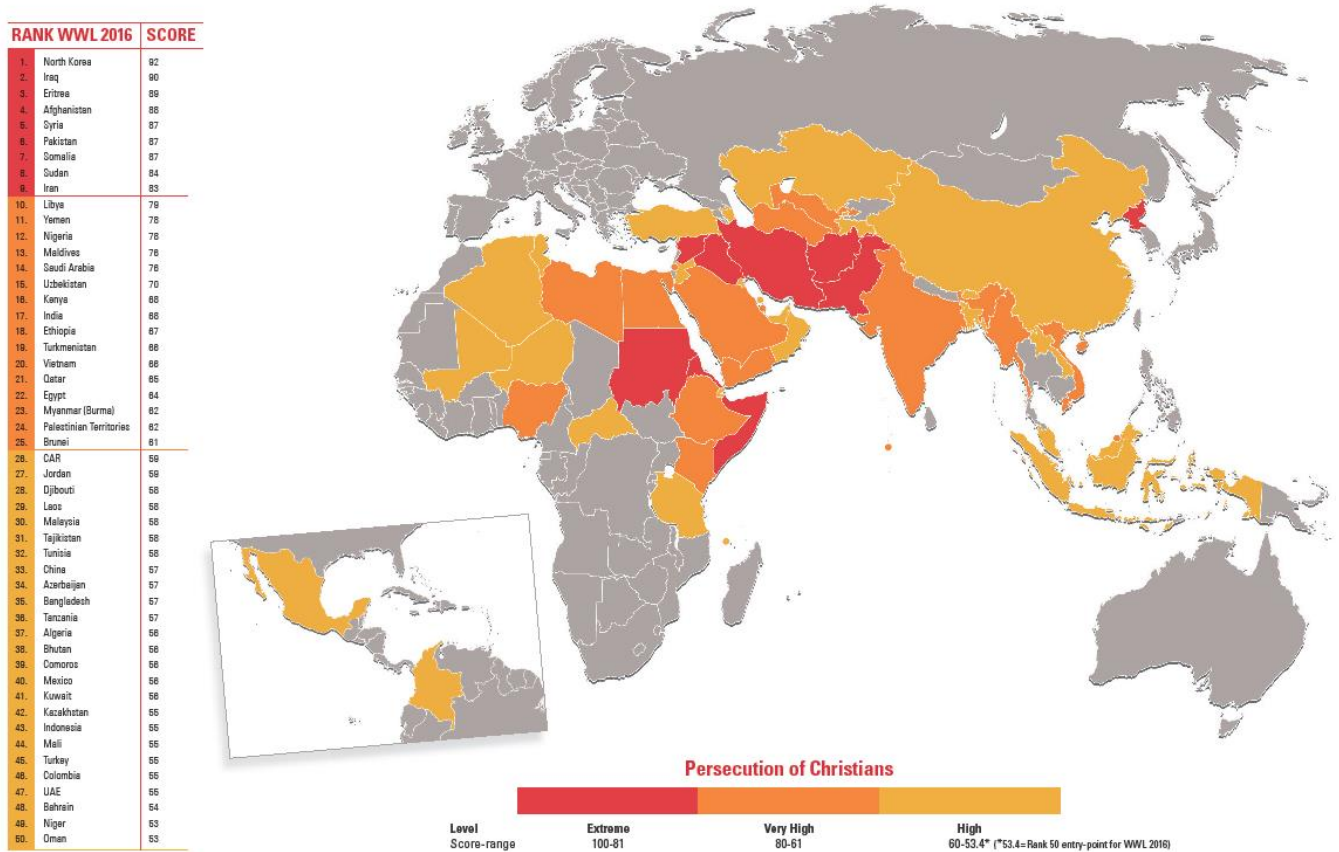 RANK WWL 2016 SCORE
1. North Korea 92
2. Iraq 90
3. Eritrea 89
4. Afghanistan 88
5. Syria 87
6. Pakistan 87
7. Somalia 87
8. Sudan 84
9. Iran 83
10. Libya 79
11. Yemen 78
12. Nigeria 78
13. Maldives 76
14. Saudi Arabia 76
15. Uzbekistan 70
16. Kenya 68
17. India 68
18. Ethiopia 67
19. Turkmenistan 66
20. Vietnam 66
21. Qatar 65
22. Egypt 64
23. Myanmar (Burma) 62
24. Palestinian Territories 62
25. Brunei 61
26. CAR 59
27. Jordan 59
28. Djibouti 58
29. Laos 58
30. Malaysia 58
31. Tajikistan 58
32. Tunisia 58
33. China 57
34. Azerbaijan 57
35. Bangladesh 57
36. Tanzania 57
37. Algeria 56
38. Bhutan 56
39. Comoros 56
40. Mexico 56
41. Kuwait 56
42. Kazakhstan 55
43. Indonesia 55
44. Mali 55
45. Turkey 55
46. Colombia 55
47. UAE 55
48. Bahrain 54
49. Niger 53
50. Oman 53
Persecution of Christians
Level Extreme Very High High
Score-range 100-81 80-61 60-53.4* (*53.4=Rank 50 entry-point for WWL 2016)